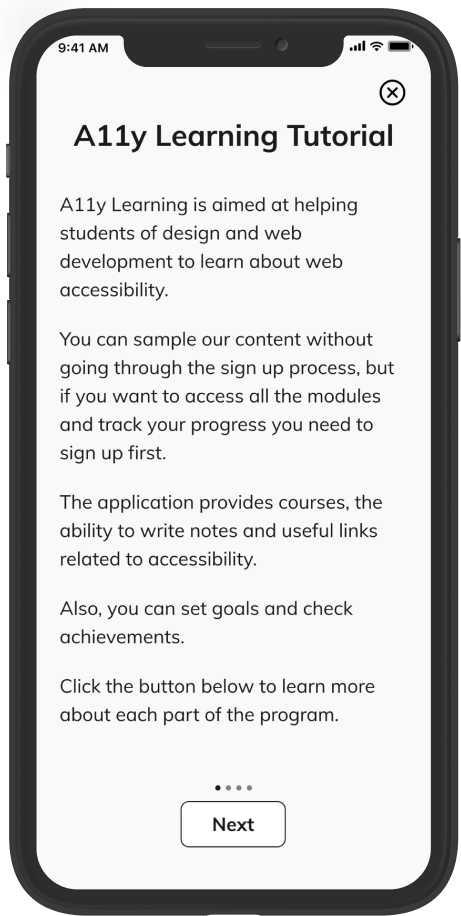 9:41 AM
A11y Learning Tutorial
A11y Learning is aimed at helping
students of design and web
development to learn about web
accessibility.
You can sample our content without
going through the sign up process, but
if you want to access all the modules
and track your progress you need to
sign up first.
The application provides courses, the
ability to write notes and useful links
related to accessibility.
Also, you can set goals and check
achievements.
Click the button below to learn more
about each part of the program.
Next